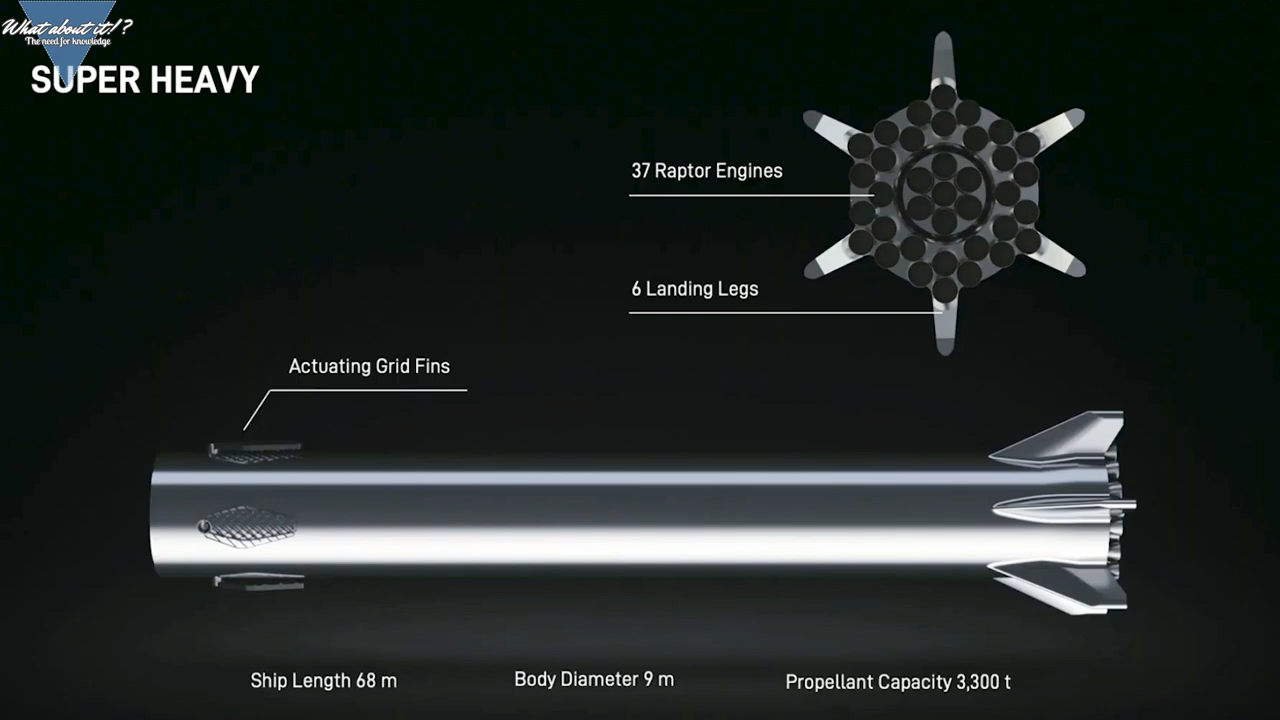 What about it!?
The need for knowledge
SUPER HEAVY
37 Raptor Engines
6 Landing Legs
Actuating Grid Fins
Ship Length 68 m
Body Diameter 9 m
Propellant Capacity 3,300 t